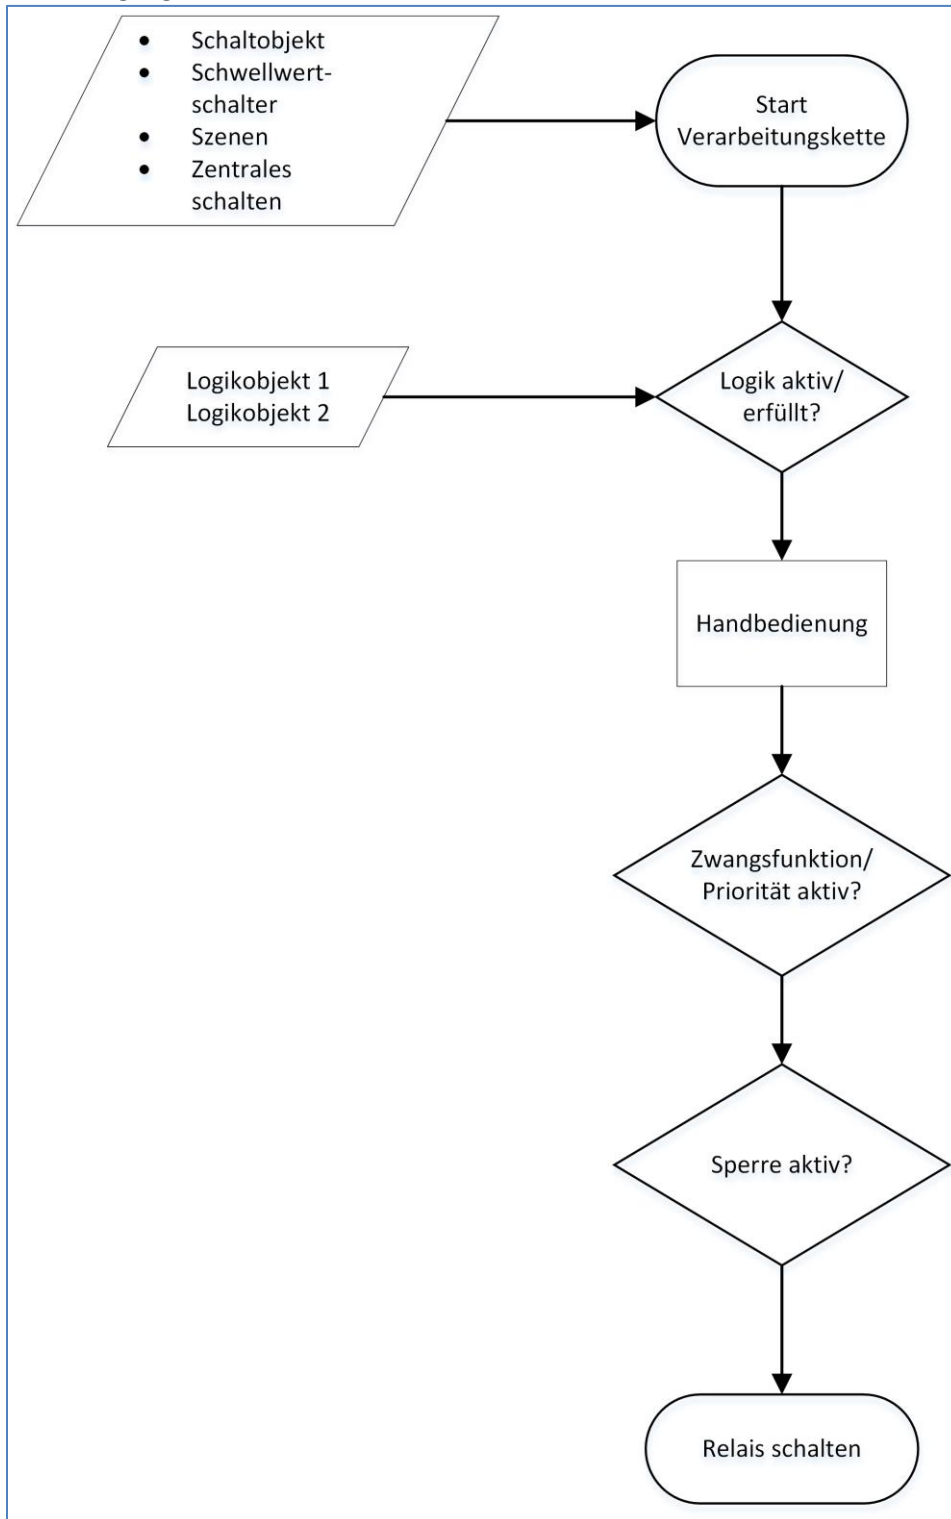 • Schaltobjekt
• Schwellwert-
schalter
• Szenen
• Zentrales
schalten
Start
Verarbeitungskette
Logikobjekt 1
Logikobjekt 2
Logik aktiv/
erfüllt?
Handbedienung
Zwangsfunktion/
Priorität aktiv?
Sperre aktiv?
Relais schalten